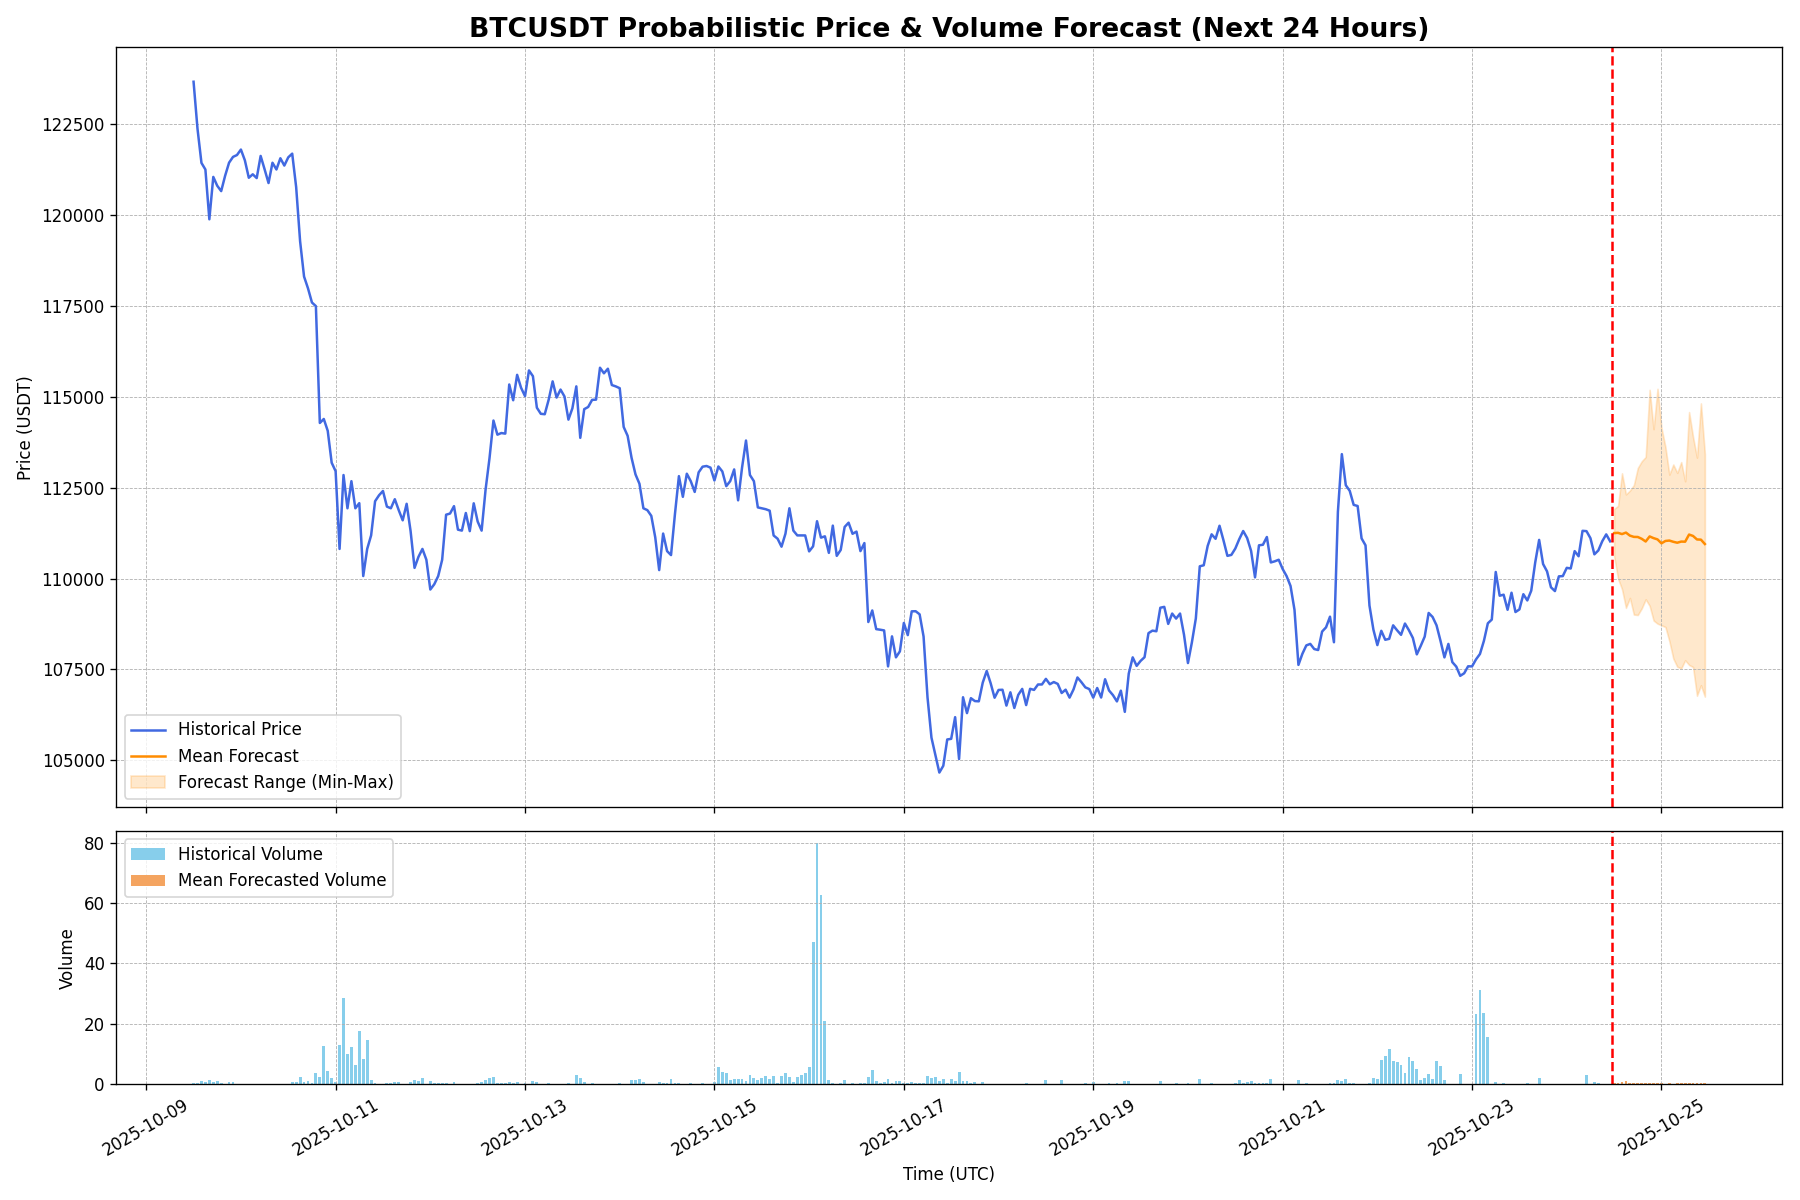 BTCUSDT Probabilistic Price & Volume Forecast (Next 24 Hours)
Price (USDT)
122500
120000
117500
115000
112500
110000
107500
105000
Historical Price
Mean Forecast
Forecast Range (Min-Max)
Volume
80
60
40
20
0
Historical Volume
Mean Forecasted Volume
2025-10-09
2025-10-11
2025-10-13
2025-10-15
2025-10-17
2025-10-19
2025-10-21
2025-10-23
2025-10-25
Time (UTC)